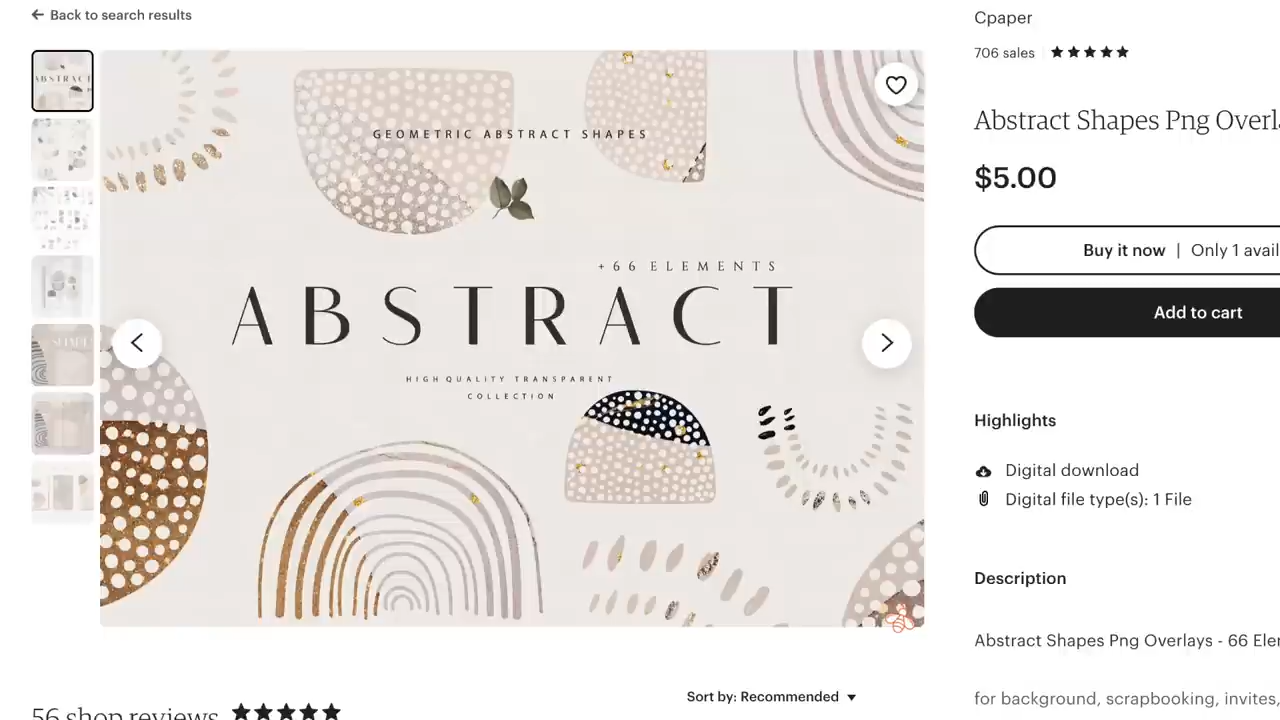 Back to search results
GEOMETRIC ABSTRACT SHAPES
+66 ELEMENTS
ABSTRACT
HIGH QUALITY TRANSPARENT
COLLECTION
56 shop reviews
Sort by: Recommended
Cpaper
706 sales
Abstract Shapes Png Overl
$5.00
Buy it now | Only 1 avail
Add to cart
Highlights
Digital download
Digital file type(s): 1 File
Description
Abstract Shapes Png Overlays - 66 Ele
for background, scrapbooking, invites,